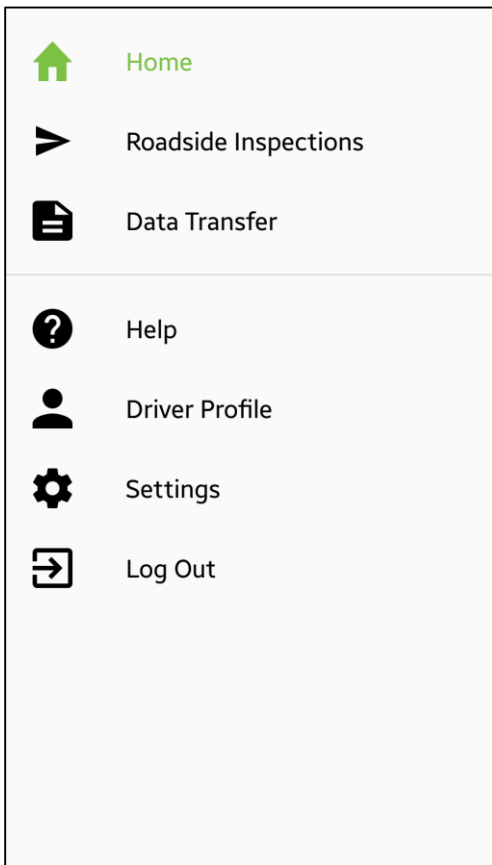 Home
Roadside Inspections
Data Transfer
Help
Driver Profile
Settings
Log Out